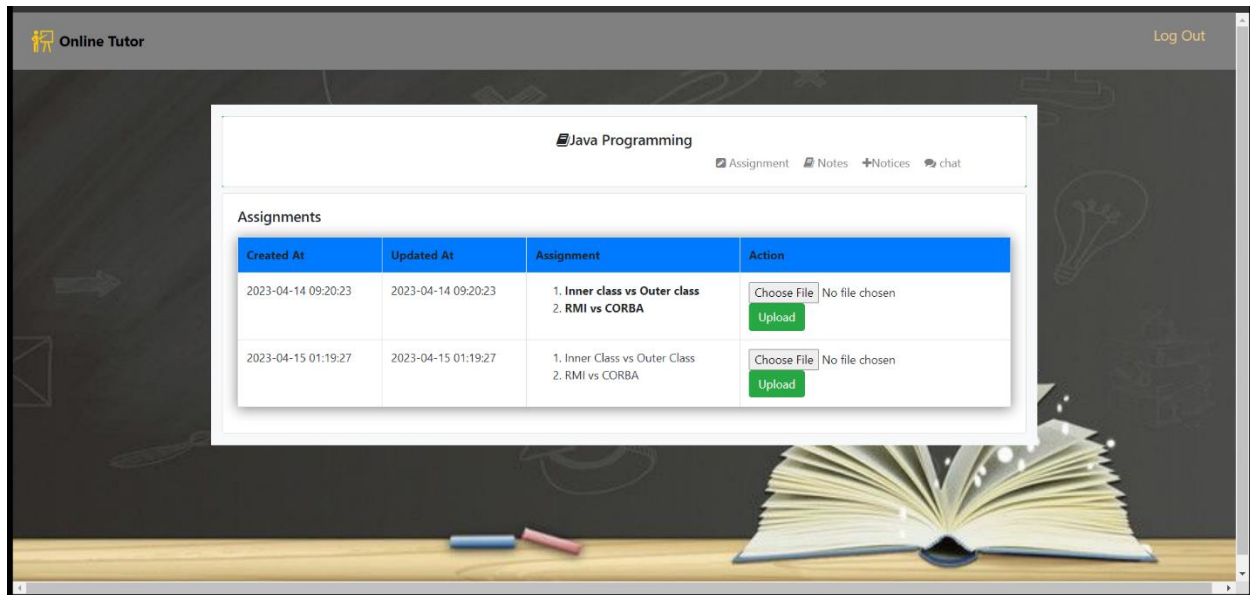 Online Tutor
Log Out
Java Programming
Assignment Notes Notices chat
Assignments
Created At Updated At Assignment Action
2023-04-14 09:20:23 2023-04-14 09:20:23 1. Inner class vs Outer class Choose File No file chosen
2. RMI vs CORBA
Upload
2023-04-15 01:19:27 2023-04-15 01:19:27 1. Inner Class vs Outer Class Choose File No file chosen
2. RMI vs CORBA
Upload